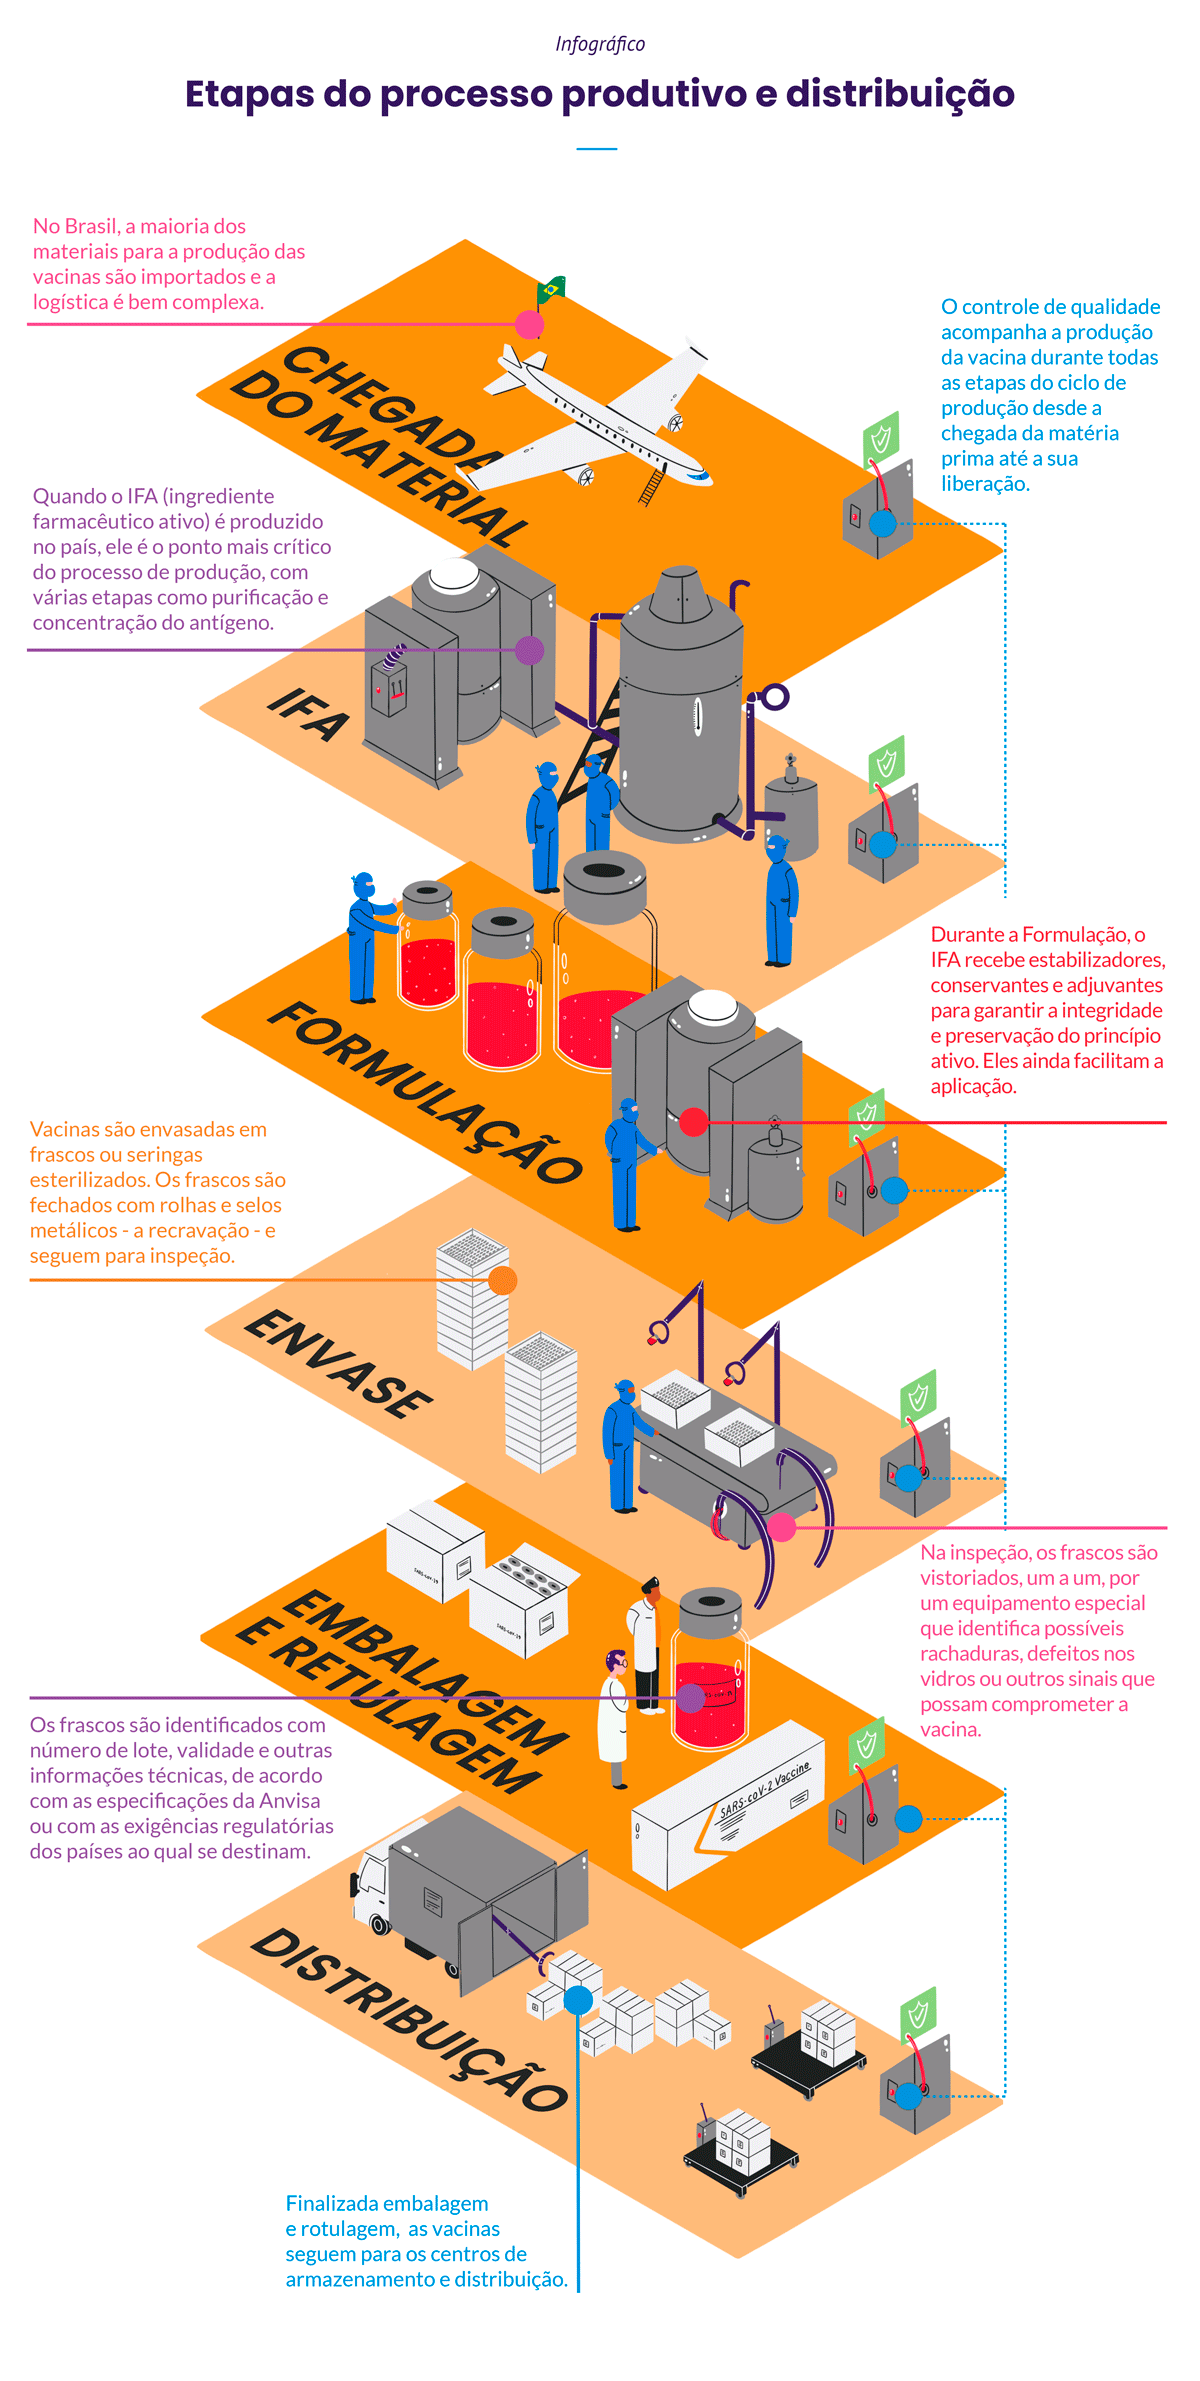 Infográfico
Etapas do processo produtivo e distribuição
No Brasil, a maioria dos
materiais para a produção das
vacinas são importados e a
logística é bem complexa.
CHEGADA
DO MATERIAL
O controle de qualidade
acompanha a produção
da vacina durante todas
as etapas do ciclo de
produção desde a
chegada da matéria
prima até a sua
liberação.
Quando o IFA (ingrediente
farmacêutico ativo) é produzido
no país, ele é o ponto mais crítico
do processo de produção, com
várias etapas como purificação e
concentração do antígeno.
IFA
Durante a Formulação, o
IFA recebe estabilizadores,
conservantes e adjuvantes
para garantir a integridade
e preservação do princípio
ativo. Eles ainda facilitam a
aplicação.
FORMULAÇÃO
Vacinas são envasadas em
frascos ou seringas
esterilizados. Os frascos são
fechados com rolhas e selos
metálicos - a recravação - e
seguem para inspeção.
ENVASE
Na inspeção, os frascos são
vistoriados, um a um, por
um equipamento especial
que identifica possíveis
rachaduras, defeitos nos
vidros ou outros sinais que
possam comprometer a
vacina.
SARS-CoV-19
SARS-CoV-19
EMBALAGEM
E RETULAGEM
Os frascos são identificados com
número de lote, validade e outras
informações técnicas, de acordo
com as especificações da Anvisa
ou com as exigências regulatórias
dos países ao qual se destinam.
SARS-CoV-2 Vaccine
DISTRIBUIÇÃO
Finalizada embalagem
e rotulagem, as vacinas
seguem para os centros de
armazenamento e distribuição.